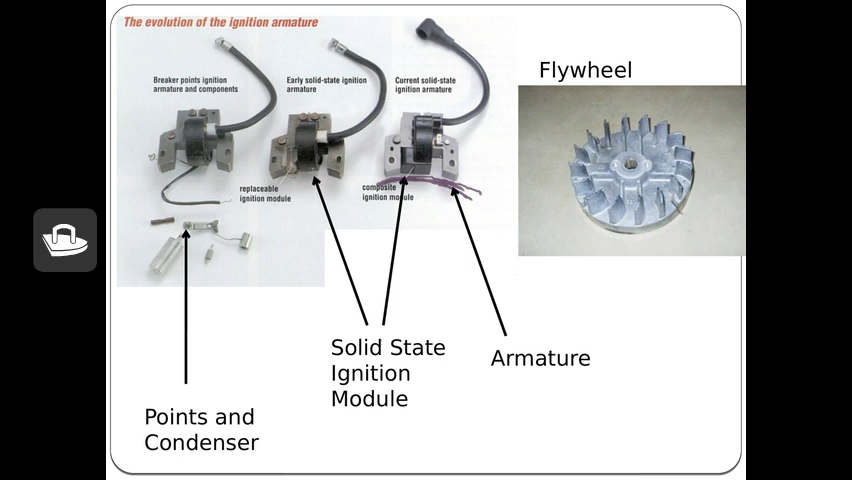 The evolution of the ignition armature
Breaker points ignition
armature and components
Early solid-state ignition
armature
Current solid-state
ignition armature
replaceable
ignition module
composite
ignition module
Flywheel
Solid State
Ignition
Module
Armature
Points and
Condenser